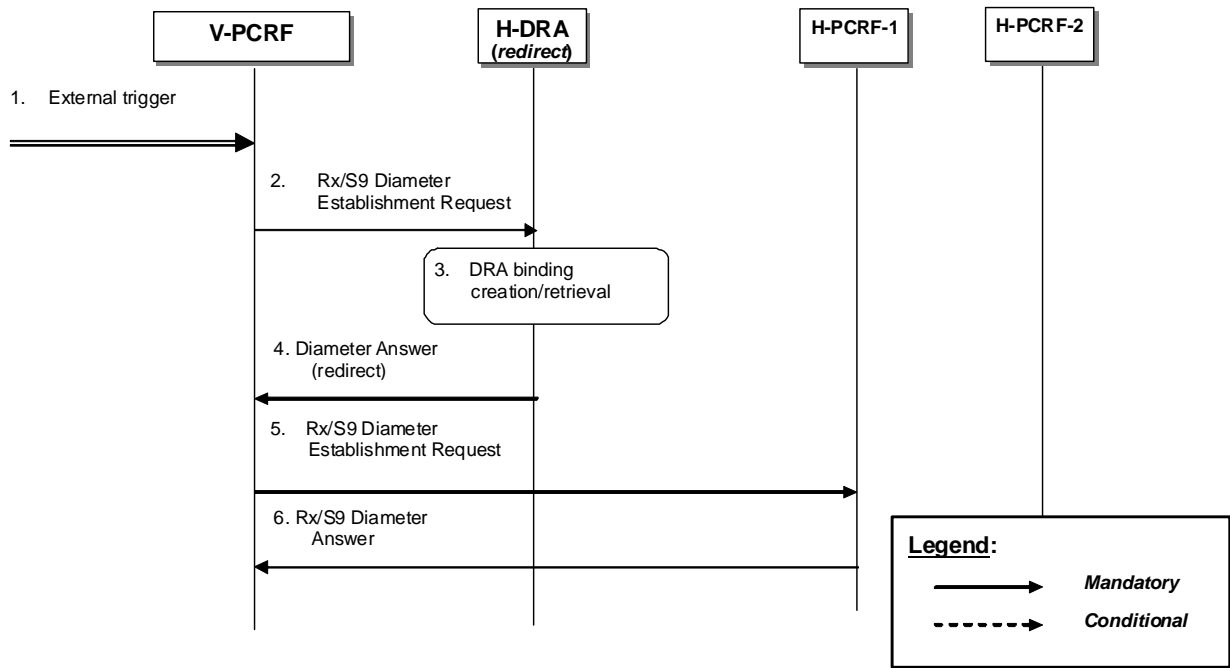 V-PCRF
H-DRA
(redirect)
H-PCRF-1
H-PCRF-2
1. External trigger
2. Rx/S9 Diameter
Establishment Request
3. DRA binding
creation/retrieval
4. Diameter Answer
(redirect)
5. Rx/S9 Diameter
Establishment Request
6. Rx/S9 Diameter
Answer
Legend:
Mandatory
Conditional